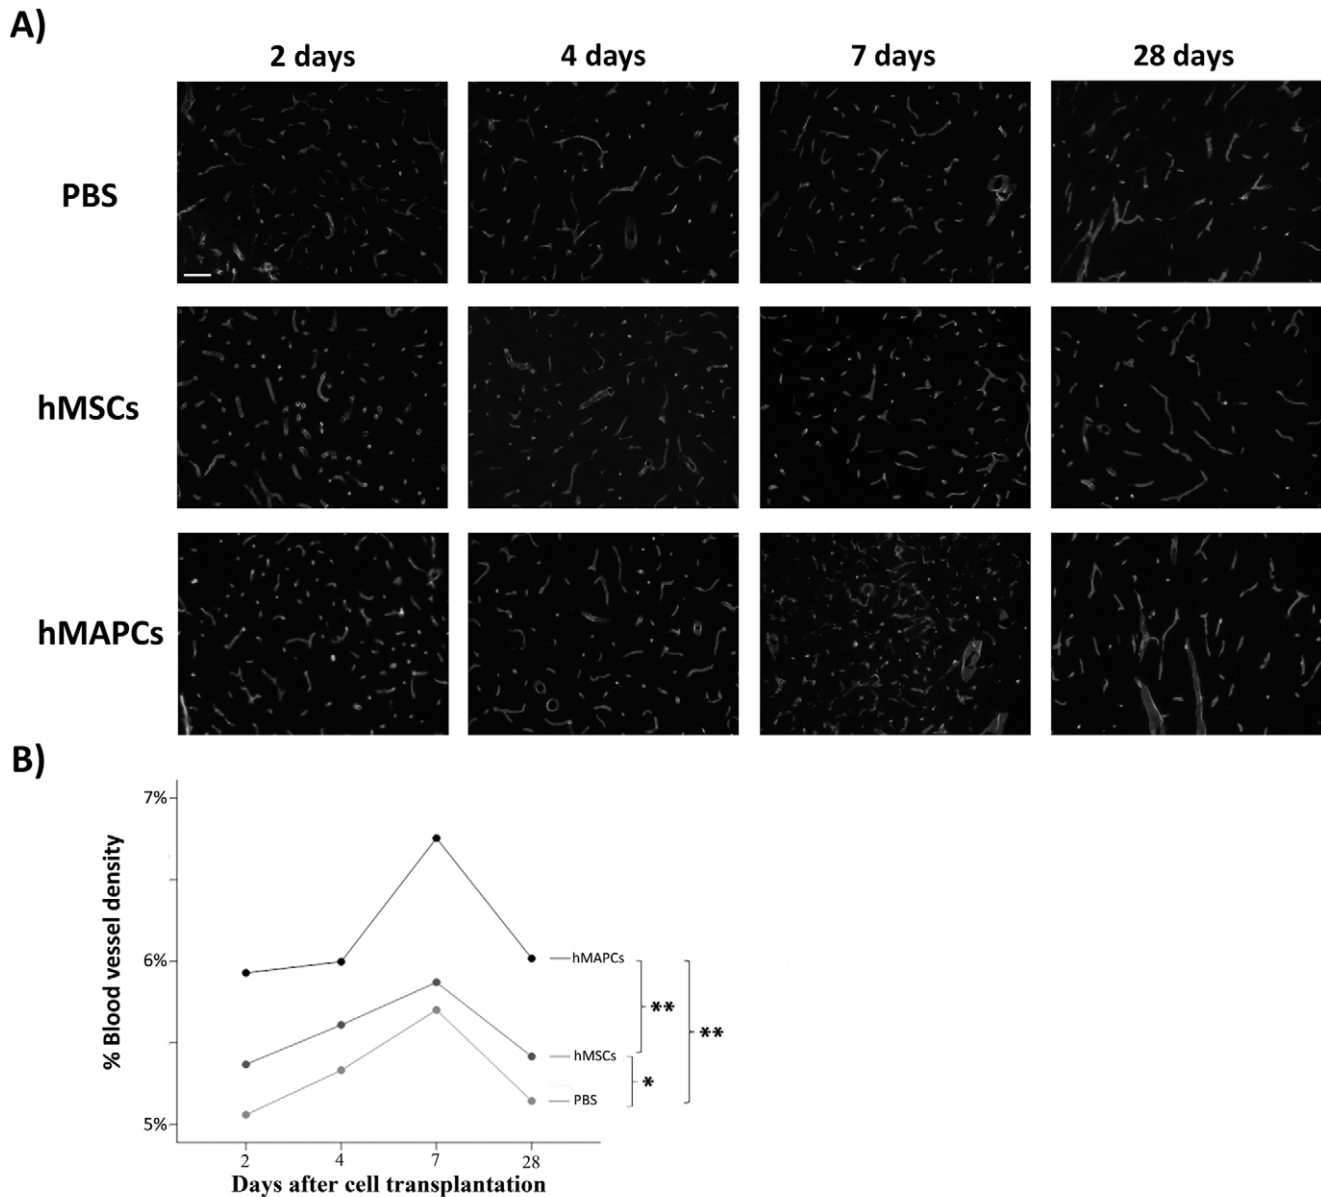 A)
2 days 4 days 7 days 28 days
PBS
hMSCs
hMAPCs
B)
7%
6%
5%
% Blood vessel density
hMAPCs
**
**
hMSCs
*
PBS
2 4 7 28
Days after cell transplantation